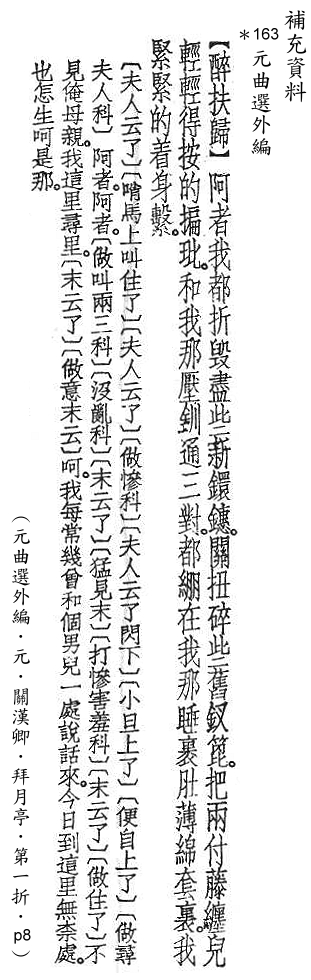 補充資料
*163 元曲選外編
【醉扶歸】阿者我都折毀盡些新鐶鐬。關扭碎些舊釵篦。把兩付藤纏兒
輕輕得按的揙玼。和我那壓釧通三對。都綳在我那睡裹肚薄綿套裏。我
緊緊的着身繫。
〔夫人云了〕〔哨馬上叫住了〕〔夫人云了〕〔做慘科〕〔夫人云了閃下〕〔小旦上了〕〔便自上了〕〔做尋
夫人科〕阿者阿者。〔做叫兩三科〕〔沒亂科〕〔末云了〕〔猛見末〕〔打慘害羞科〕〔末云了〕〔做住了〕不
見俺母親。我這里尋里。〔末云了〕〔做意末云〕呵。我每常幾曾和個男兒一處說話來。今日到這里無柰處。
也怎生呵是那。
（元曲選外編．元．關漢卿．拜月亭．第一折．p8）